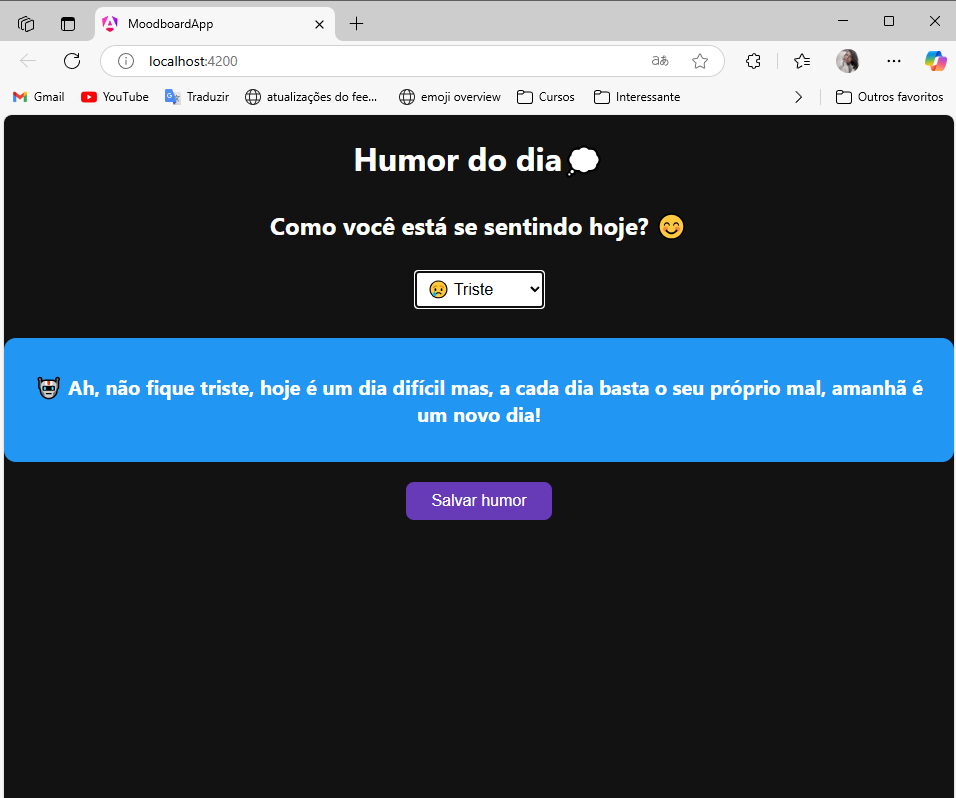 MoodboardApp
localhost:4200
aあ
Gmail YouTube Traduzir atualizações do fee... emoji overview Cursos Interessante Outros favoritos
Humor do dia💭
Como você está se sentindo hoje? 😊
😢 Triste
🤖 Ah, não fique triste, hoje é um dia difícil mas, a cada dia basta o seu próprio mal, amanhã é
um novo dia!
Salvar humor